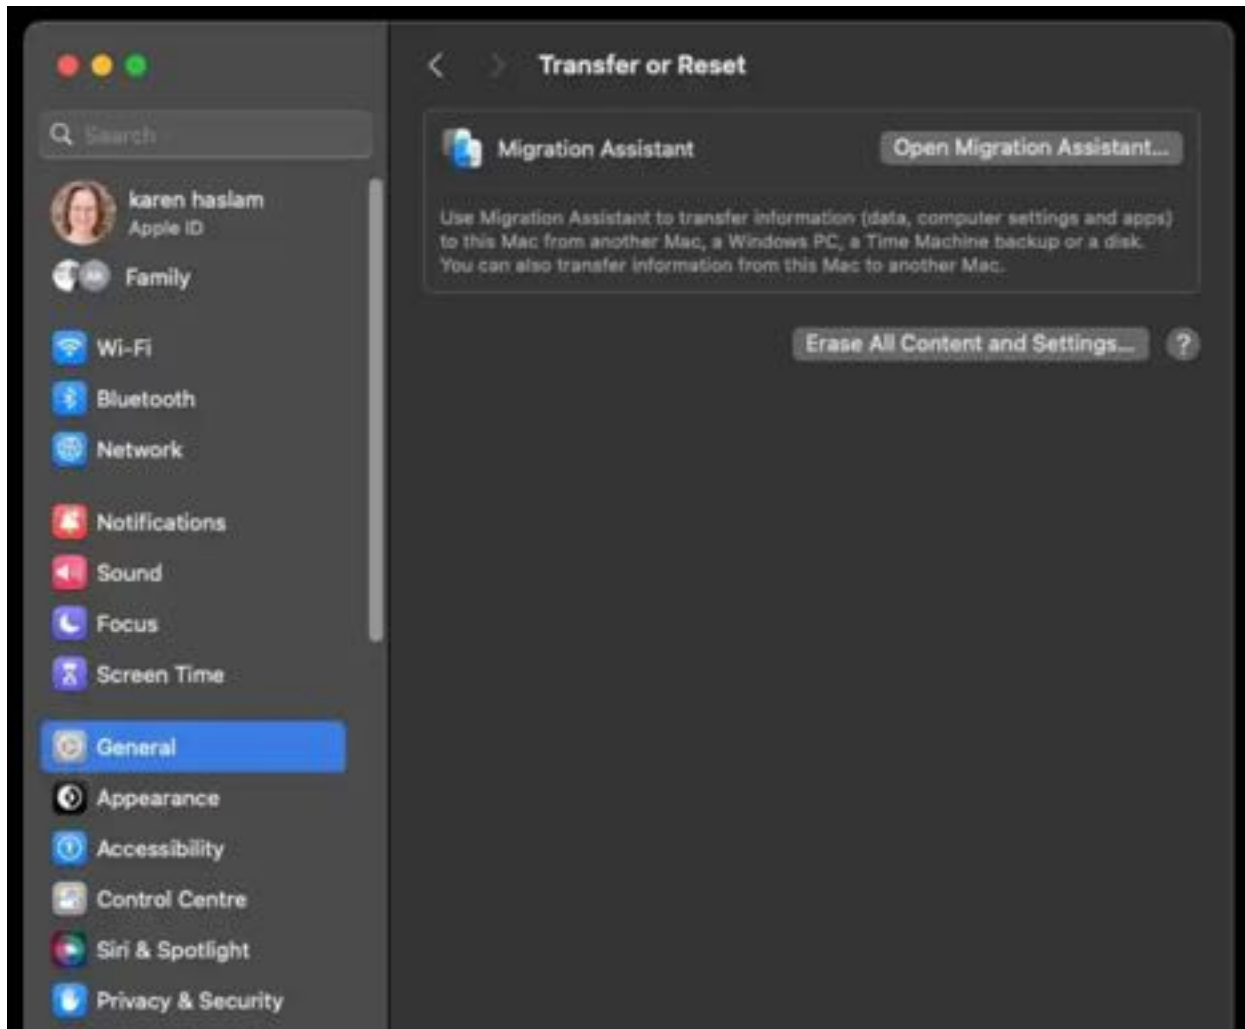 Transfer or Reset
Search
karen haslam
Apple ID
Family
Wi-Fi
Bluetooth
Network
Notifications
Sound
Focus
Screen Time
General
Appearance
Accessibility
Control Centre
Siri & Spotlight
Privacy & Security
Migration Assistant
Open Migration Assistant...
Use Migration Assistant to transfer information (data, computer settings and apps)
to this Mac from another Mac, a Windows PC, a Time Machine backup or a disk.
You can also transfer information from this Mac to another Mac.
Erase All Content and Settings...
?